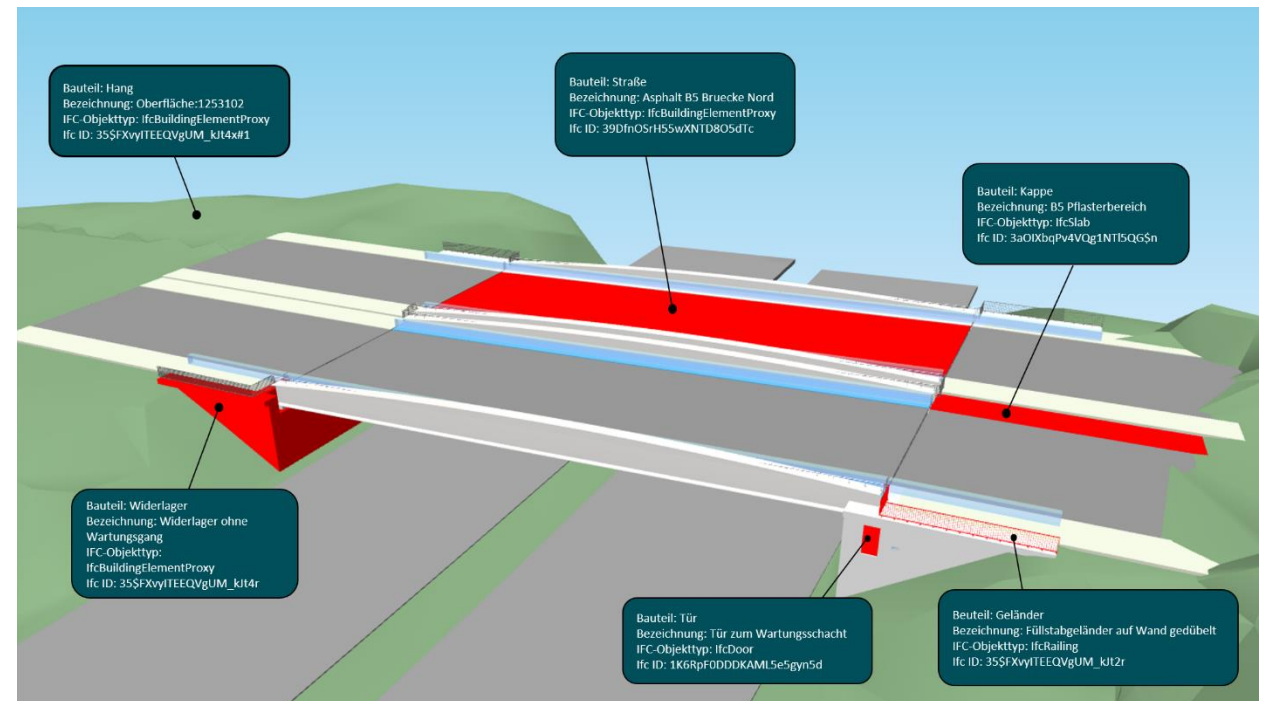 Bauteil: Hang
Bezeichnung: Oberfläche:1253102
IFC-Objekttyp: IfcBuildingElementProxy
Ifc ID: 35$FXvyITEEQVgUM_kJt4x#1
Bauteil: Straße
Bezeichnung: Asphalt B5 Bruecke Nord
IFC-Objekttyp: IfcBuildingElementProxy
Ifc ID: 39DfnOSrH55wXNTD8O5dTc
Bauteil: Kappe
Bezeichnung: B5 Pflasterbereich
IFC-Objekttyp: IfcSlab
Ifc ID: 3aOIXbqPv4VQg1NTl5QG$n
Bauteil: Widerlager
Bezeichnung: Widerlager ohne
Wartungsgang
IFC-Objekttyp:
IfcBuildingElementProxy
Ifc ID: 35$FXvyITEEQVgUM_kJt4r
Bauteil: Tür
Bezeichnung: Tür zum Wartungsschacht
IFC-Objekttyp: IfcDoor
Ifc ID: 1K6RpF0DDDKAML5e5gyn5d
Beuteil: Geländer
Bezeichnung: Füllstabgeländer auf Wand gedübelt
IFC-Objekttyp: IfcRailing
Ifc ID: 35$FXvyITEEQVgUM_kJt2r